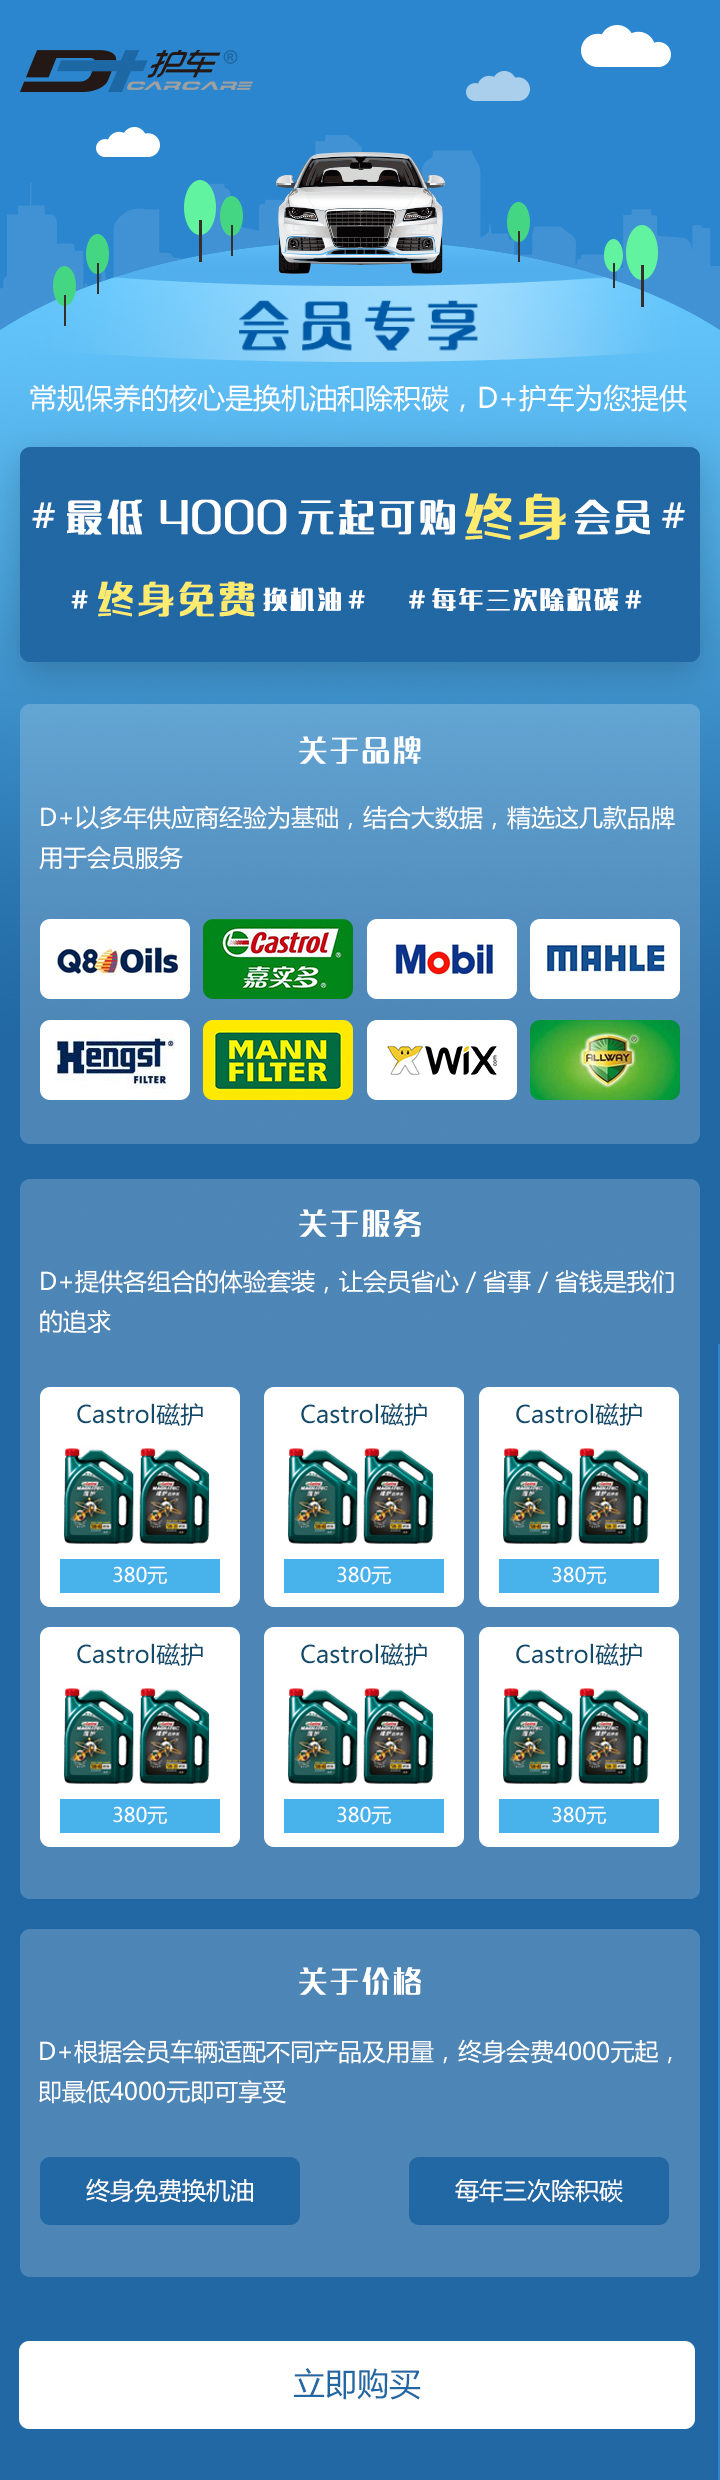 D+护车®
CARCARE
会员专享
常规保养的核心是换机油和除积碳，D+护车为您提供
# 最低 4000 元起可购终身会员 #
# 终身免费换机油 # # 每年三次除积碳 #
关于品牌
D+以多年供应商经验为基础，结合大数据，精选这几款品牌
用于会员服务
Q8 Oils Castrol 嘉实多® Mobil MAHLE
Hengst® FILTER MANN FILTER WIX .com ALLWAY
关于服务
D+提供各组合的体验套装，让会员省心 / 省事 / 省钱是我们
的追求
Castrol磁护 Castrol磁护 Castrol磁护
380元 380元 380元
Castrol磁护 Castrol磁护 Castrol磁护
380元 380元 380元
关于价格
D+根据会员车辆适配不同产品及用量，终身会费4000元起，
即最低4000元即可享受
终身免费换机油 每年三次除积碳
立即购买